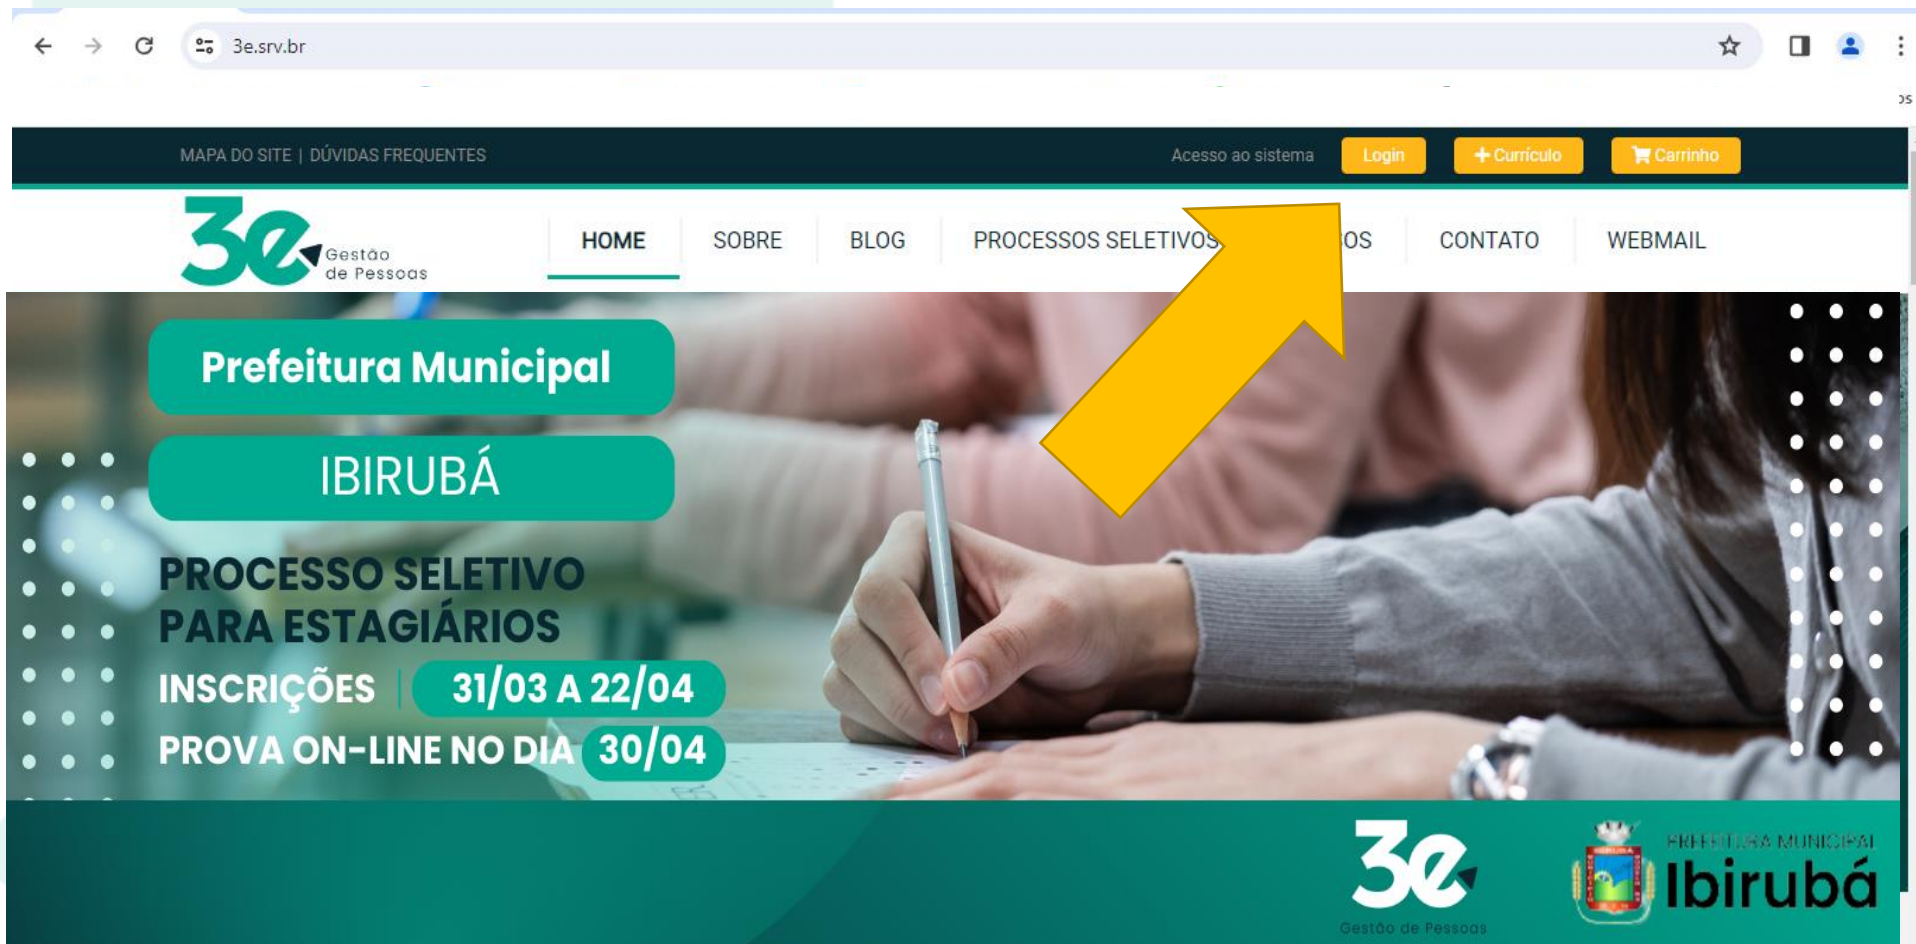 3e.srv.br
os
MAPA DO SITE | DÚVIDAS FREQUENTES
Acesso ao sistema Login + Currículo Carrinho
3e Gestão
de Pessoas
HOME SOBRE BLOG PROCESSOS SELETIVOS OS CONTATO WEBMAIL
Prefeitura Municipal
IBIRUBÁ
PROCESSO SELETIVO
PARA ESTAGIÁRIOS
INSCRIÇÕES | 31/03 A 22/04
PROVA ON-LINE NO DIA 30/04
3e
Gestão de Pessoas
PREFEITURA MUNICIPAL
Ibirubá